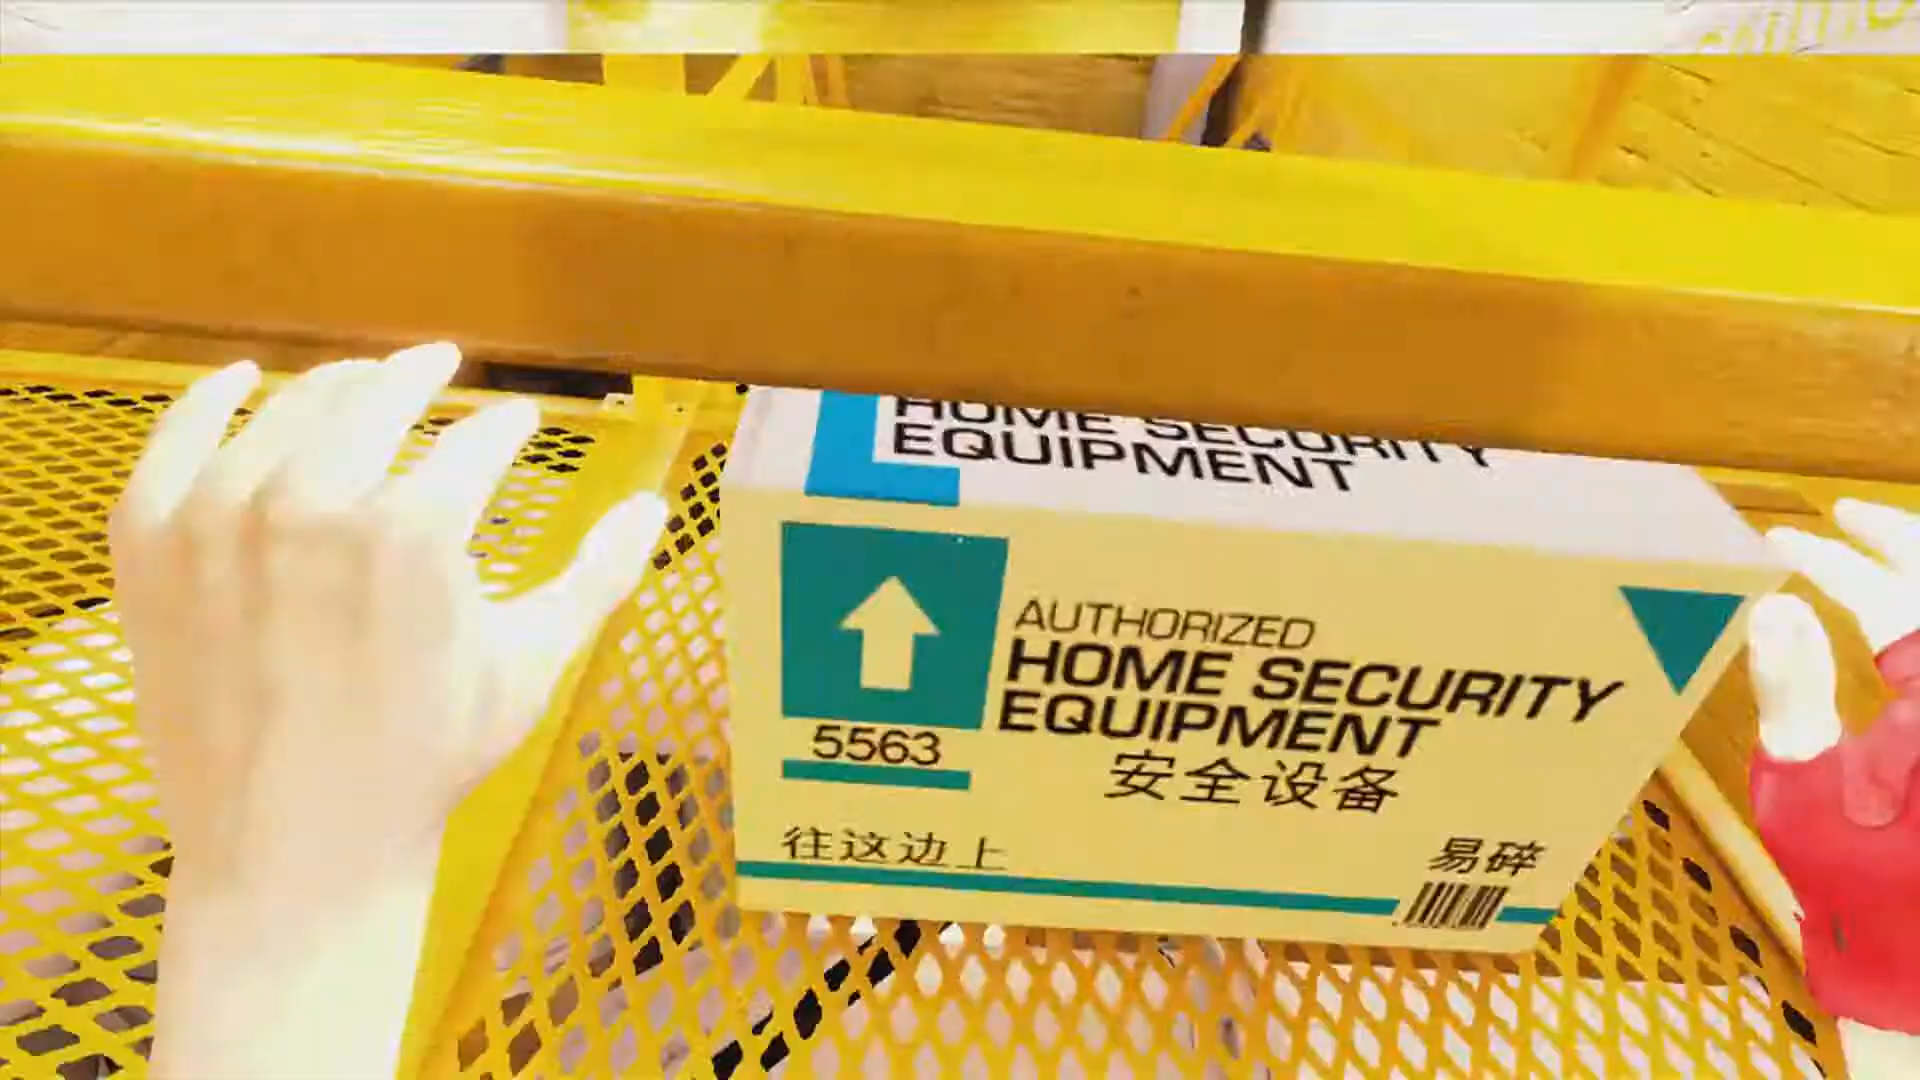 HOME SECURITY
EQUIPMENT
AUTHORIZED
HOME SECURITY
EQUIPMENT
5563
安全设备
往这边上
易碎